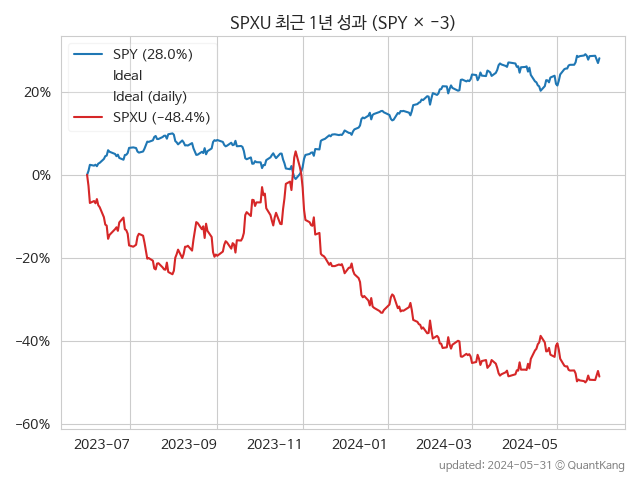 SPXU 최근 1년 성과 (SPY × −3)
SPY (28.0%)
Ideal
Ideal (daily)
SPXU (−48.4%)
20%
0%
−20%
−40%
−60%
2023-07
2023-09
2023-11
2024-01
2024-03
2024-05
updated: 2024-05-31 © QuantKang